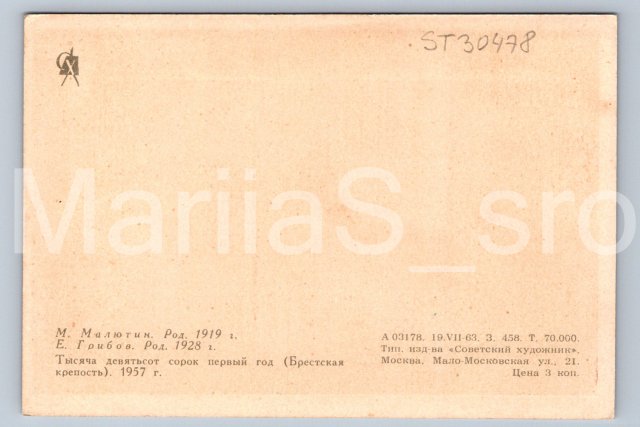 ST30478
СХ
MariiaS_sro
М. Малютин. Род. 1919 г.
Е. Грибов. Род. 1928 г.
Тысяча девятьсот сорок первый год (Брестская
крепость). 1957 г.
А 03178. 19.VII-63. З. 458. Т. 70.000.
Тип. изд-ва «Советский художник».
Москва, Мало-Московская ул., 21.
Цена 3 коп.